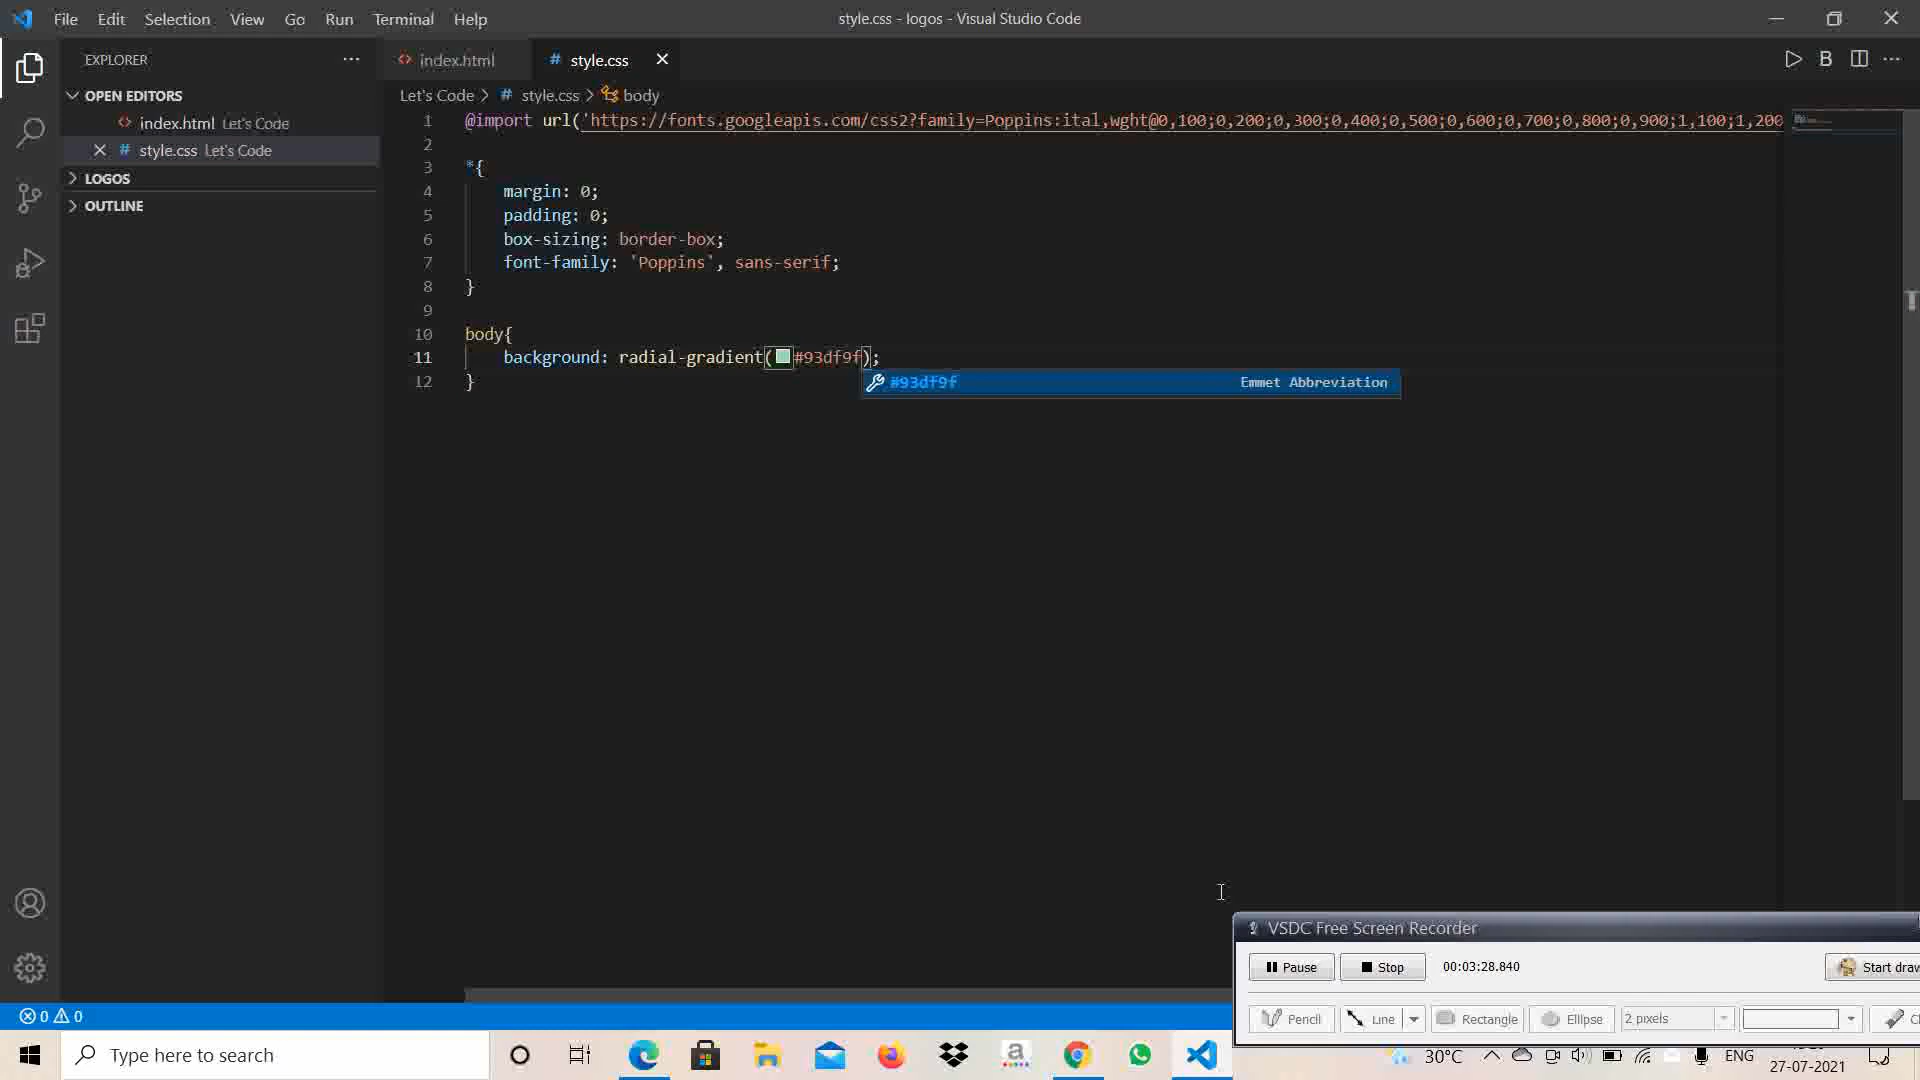 File Edit Selection View Go Run Terminal Help
style.css - logos - Visual Studio Code
EXPLORER
index.html
style.css
B
OPEN EDITORS
Let's Code > # style.css > body
index.html Let's Code
style.css Let's Code
LOGOS
OUTLINE
1 @import url('https://fonts.googleapis.com/css2?family=Poppins:ital,wght@0,100;0,200;0,300;0,400;0,500;0,600;0,700;0,800;0,900;1,100;1,200
2
3 *{
4 margin: 0;
5 padding: 0;
6 box-sizing: border-box;
7 font-family: 'Poppins', sans-serif;
8 }
9
10 body{
11 background: radial-gradient(#93df9f);
12 }
#93df9f Emmet Abbreviation
VSDC Free Screen Recorder
Pause Stop 00:03:28.840 Start draw
Pencil Line Rectangle Ellipse 2 pixels
0 0
Type here to search
30°C ENG
27-07-2021